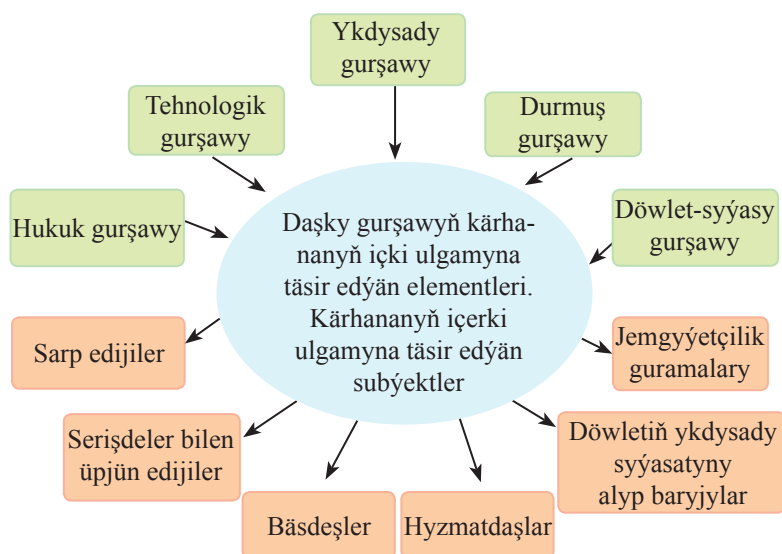 Ykdysady
gurşawy
Tehnologik
gurşawy
Durmuş
gurşawy
Hukuk gurşawy
Döwlet-syýasy
gurşawy
Daşky gurşawyň kärha-
nanyň içki ulgamyna
täsir edýän elementleri.
Kärhananyň içerki
ulgamyna täsir edýän
subýektler
Sarp edijiler
Jemgyýetçilik
guramalary
Serişdeler bilen
üpjün edijiler
Döwletiň ykdysady
syýasatyny
alyp baryjylar
Bäsdeşler
Hyzmatdaşlar